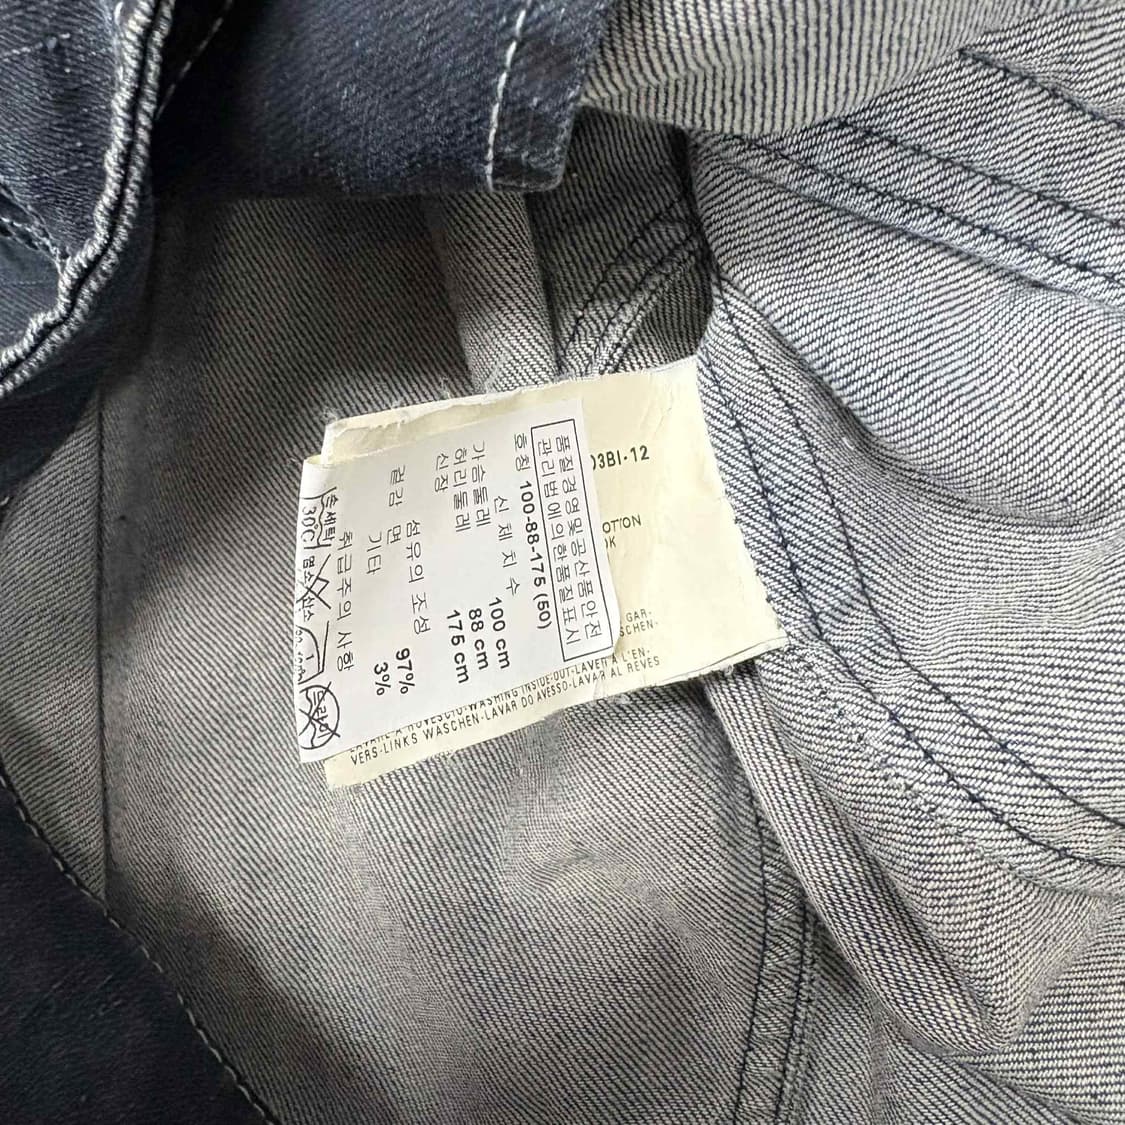 품질경영및공산품안전
관리법에의한품질표시
호칭 100-88-175 (50)
신체치수
가슴둘레 100 cm
허리둘레 88 cm
신장 175 cm
섬유의 조성
겉감 면 97%
기타 3%
취급주의 사항
손세탁
30℃
03BI-12
OTTON
OK
GAR-
SCHEN-
WASHING INSIDE-OUT-LAVER A L'EN-
VERS-LINKS WASCHEN-LAVAR DO AVESSO-LAVAR AL REVES